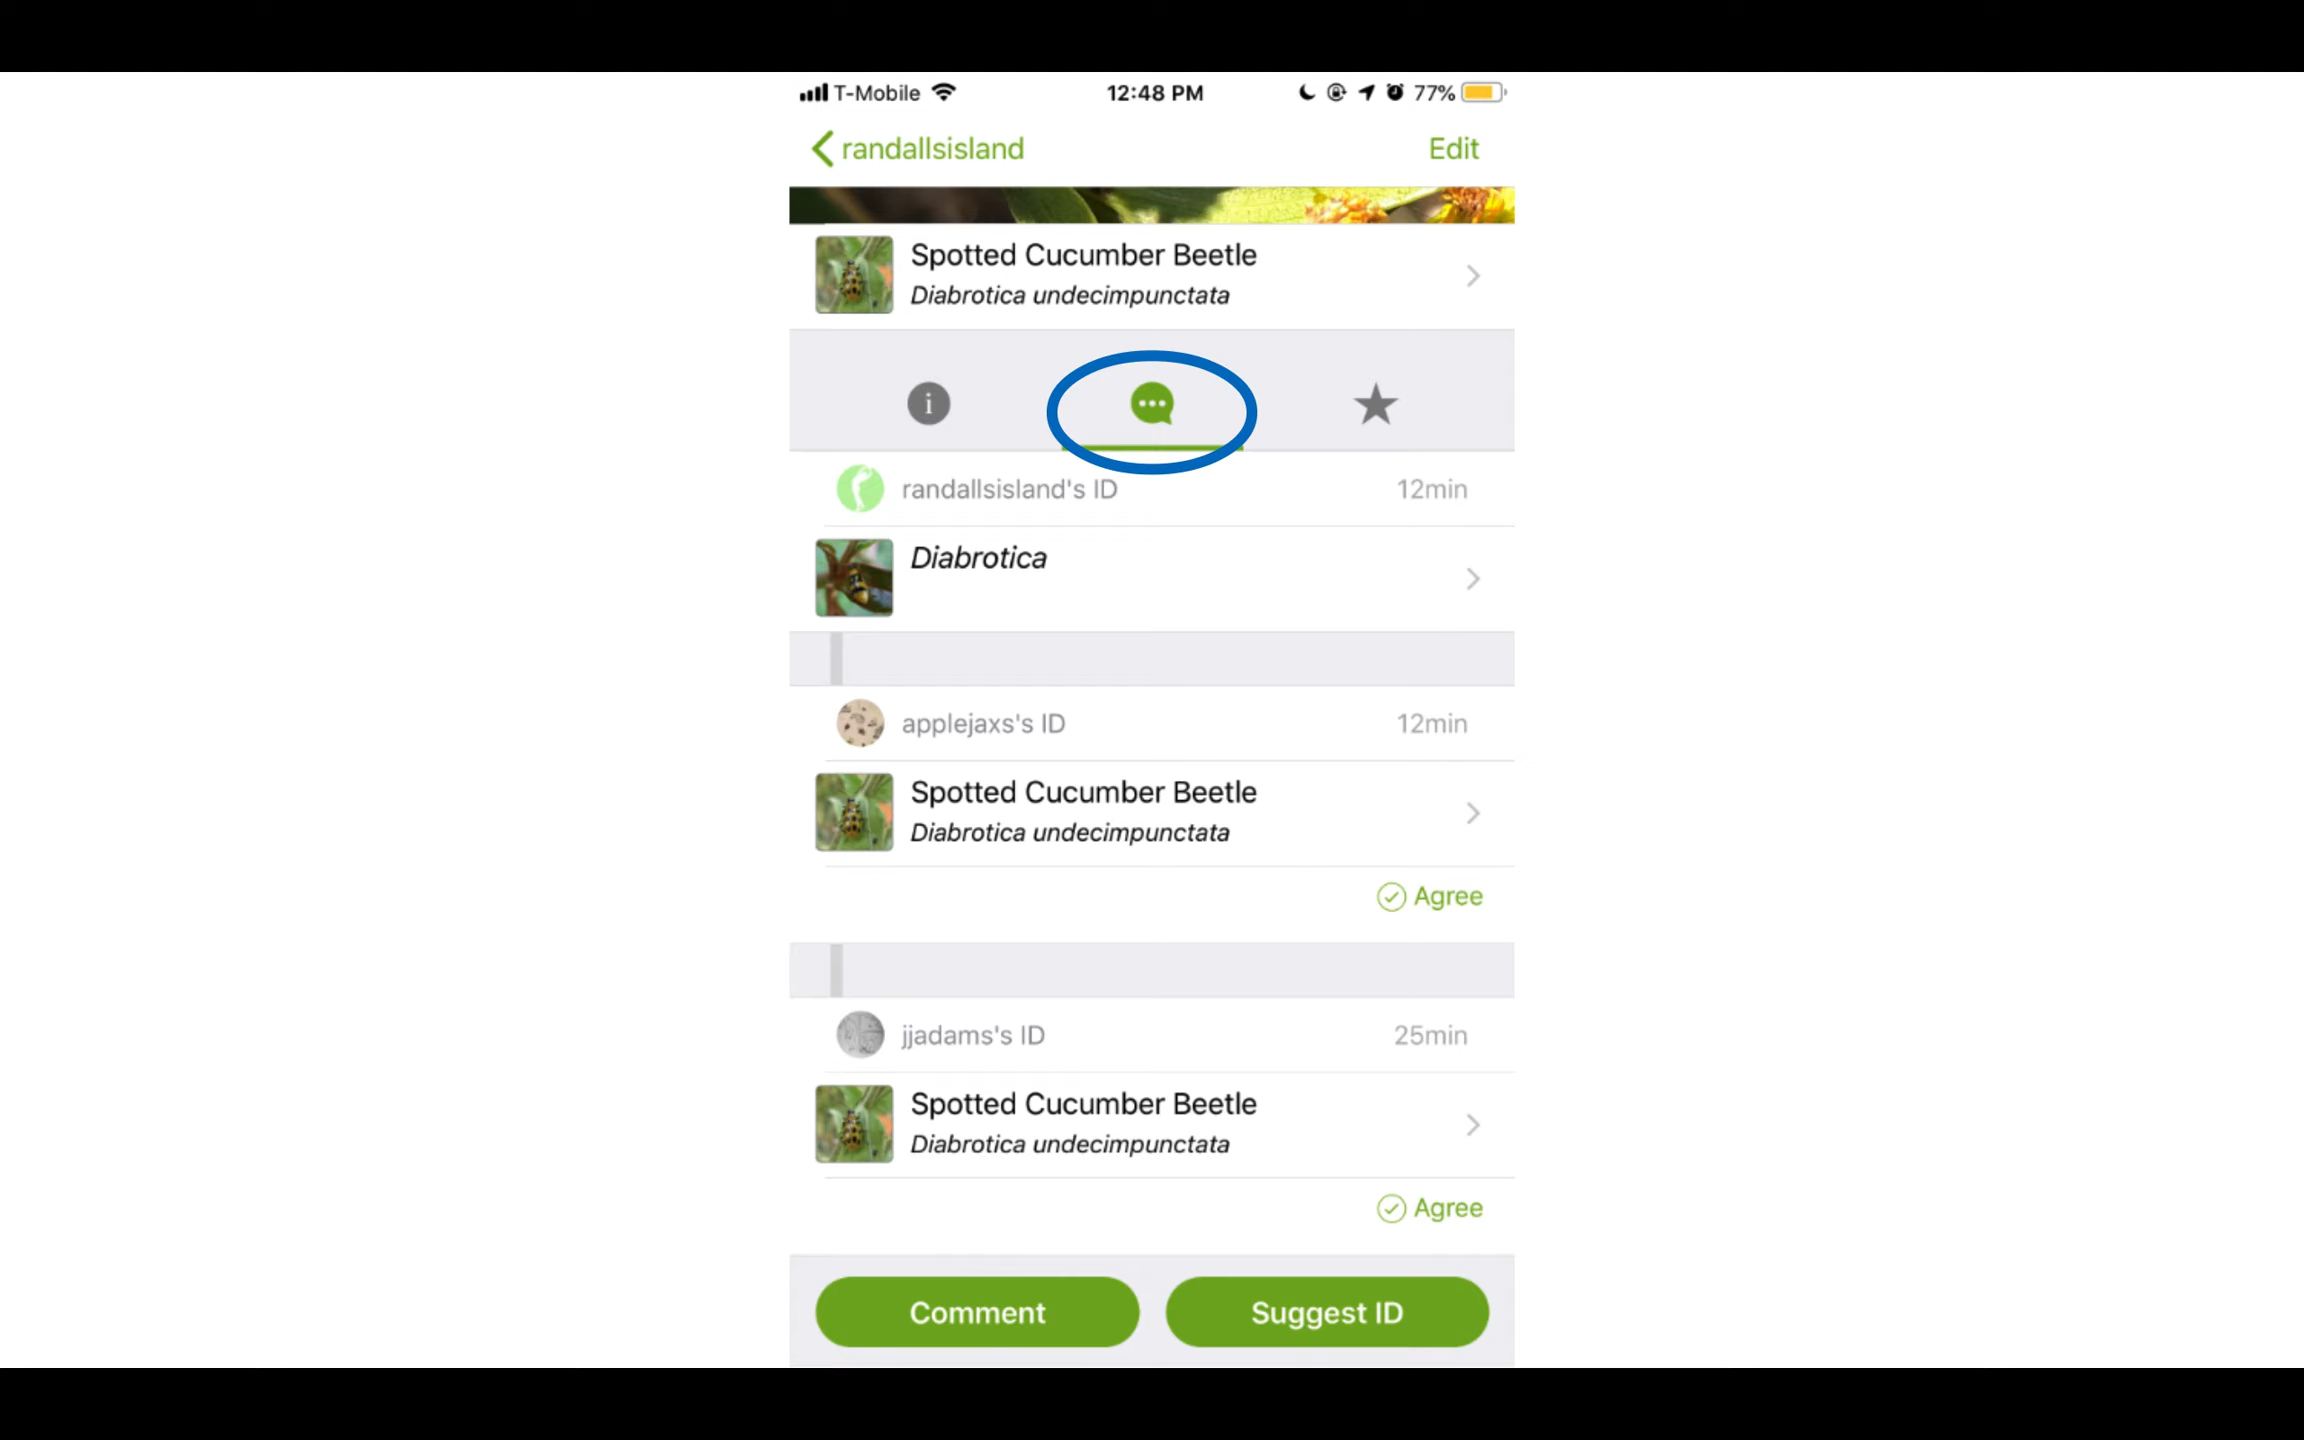 T-Mobile 12:48 PM 77%
randallsisland Edit
Spotted Cucumber Beetle
Diabrotica undecimpunctata
i
randallsisland's ID 12min
Diabrotica
applejaxs's ID 12min
Spotted Cucumber Beetle
Diabrotica undecimpunctata
Agree
jjadams's ID 25min
Spotted Cucumber Beetle
Diabrotica undecimpunctata
Agree
Comment Suggest ID